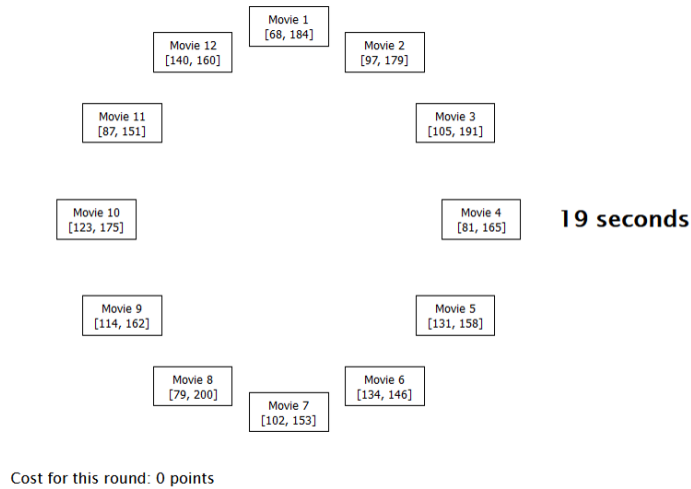 Movie 1
[68, 184]
Movie 2
[97, 179]
Movie 3
[105, 191]
Movie 4
[81, 165]
Movie 5
[131, 158]
Movie 6
[134, 146]
Movie 7
[102, 153]
Movie 8
[79, 200]
Movie 9
[114, 162]
Movie 10
[123, 175]
Movie 11
[87, 151]
Movie 12
[140, 160]
19 seconds
Cost for this round: 0 points